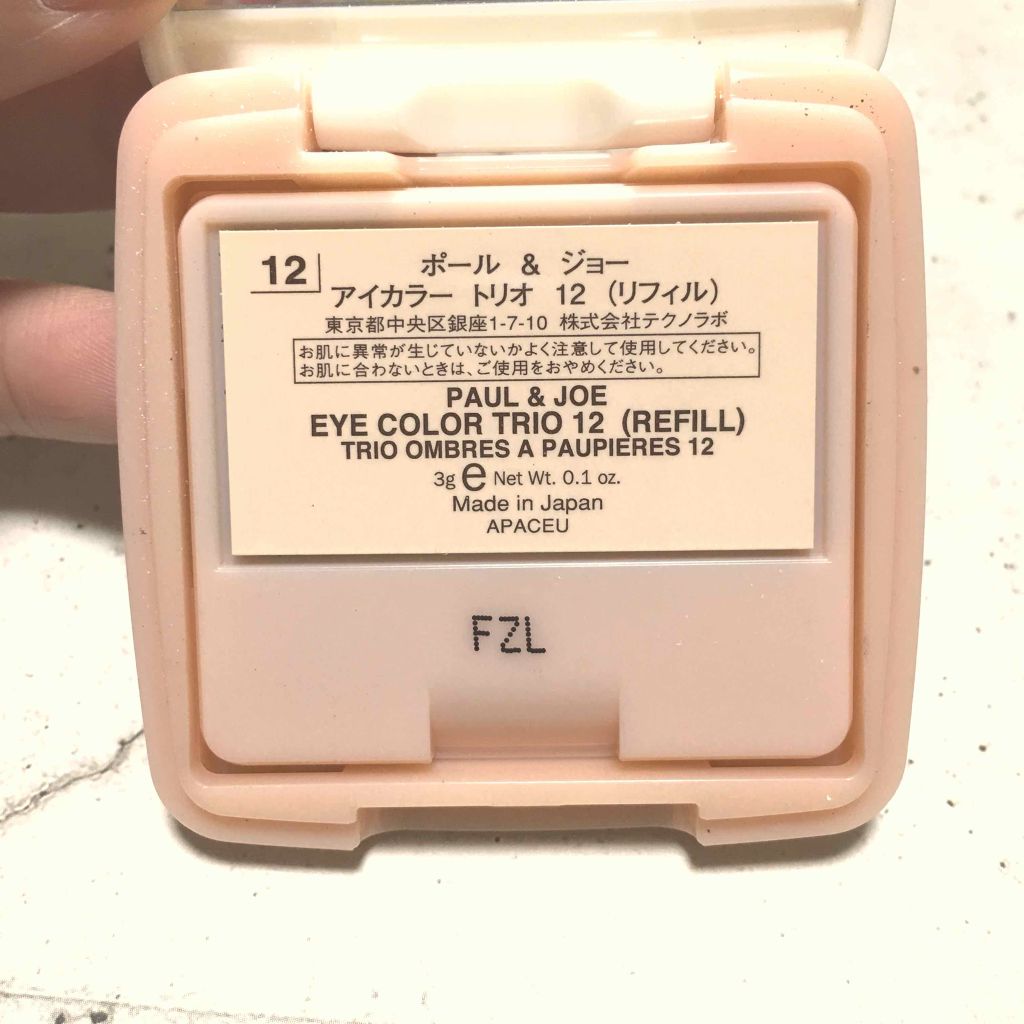 12
ポール & ジョー
アイカラー トリオ 12 (リフィル)
東京都中央区銀座1-7-10 株式会社テクノラボ
お肌に異常が生じていないかよく注意して使用してください。
お肌に合わないときは、ご使用をおやめください。
PAUL & JOE
EYE COLOR TRIO 12 (REFILL)
TRIO OMBRES A PAUPIERES 12
3g e Net Wt. 0.1 oz.
Made in Japan
APACEU
FZL